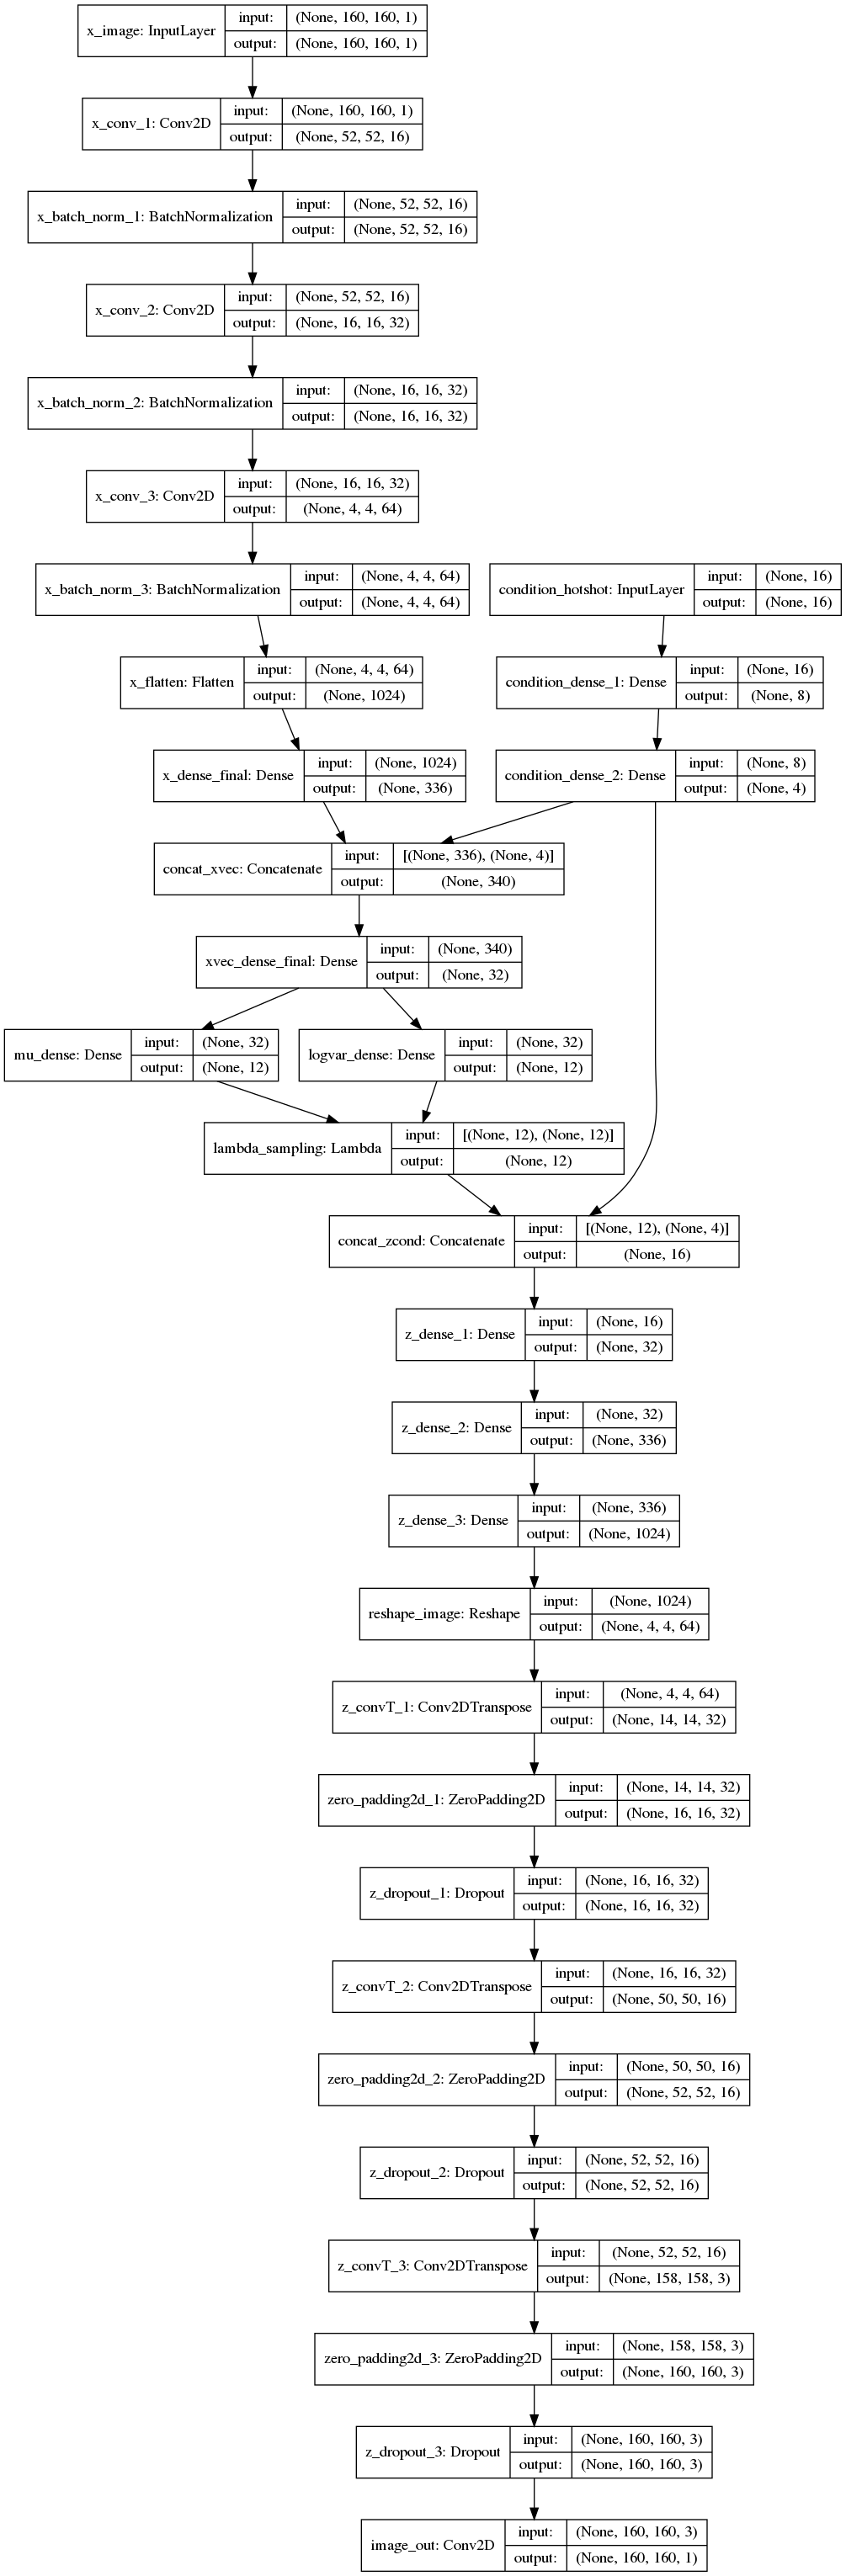 x_image: InputLayer
input: (None, 160, 160, 1)
output: (None, 160, 160, 1)
x_conv_1: Conv2D
input: (None, 160, 160, 1)
output: (None, 52, 52, 16)
x_batch_norm_1: BatchNormalization
input: (None, 52, 52, 16)
output: (None, 52, 52, 16)
x_conv_2: Conv2D
input: (None, 52, 52, 16)
output: (None, 16, 16, 32)
x_batch_norm_2: BatchNormalization
input: (None, 16, 16, 32)
output: (None, 16, 16, 32)
x_conv_3: Conv2D
input: (None, 16, 16, 32)
output: (None, 4, 4, 64)
x_batch_norm_3: BatchNormalization
input: (None, 4, 4, 64)
output: (None, 4, 4, 64)
condition_hotshot: InputLayer
input: (None, 16)
output: (None, 16)
x_flatten: Flatten
input: (None, 4, 4, 64)
output: (None, 1024)
condition_dense_1: Dense
input: (None, 16)
output: (None, 8)
x_dense_final: Dense
input: (None, 1024)
output: (None, 336)
condition_dense_2: Dense
input: (None, 8)
output: (None, 4)
concat_xvec: Concatenate
input: [(None, 336), (None, 4)]
output: (None, 340)
xvec_dense_final: Dense
input: (None, 340)
output: (None, 32)
mu_dense: Dense
input: (None, 32)
output: (None, 12)
logvar_dense: Dense
input: (None, 32)
output: (None, 12)
lambda_sampling: Lambda
input: [(None, 12), (None, 12)]
output: (None, 12)
concat_zcond: Concatenate
input: [(None, 12), (None, 4)]
output: (None, 16)
z_dense_1: Dense
input: (None, 16)
output: (None, 32)
z_dense_2: Dense
input: (None, 32)
output: (None, 336)
z_dense_3: Dense
input: (None, 336)
output: (None, 1024)
reshape_image: Reshape
input: (None, 1024)
output: (None, 4, 4, 64)
z_convT_1: Conv2DTranspose
input: (None, 4, 4, 64)
output: (None, 14, 14, 32)
zero_padding2d_1: ZeroPadding2D
input: (None, 14, 14, 32)
output: (None, 16, 16, 32)
z_dropout_1: Dropout
input: (None, 16, 16, 32)
output: (None, 16, 16, 32)
z_convT_2: Conv2DTranspose
input: (None, 16, 16, 32)
output: (None, 50, 50, 16)
zero_padding2d_2: ZeroPadding2D
input: (None, 50, 50, 16)
output: (None, 52, 52, 16)
z_dropout_2: Dropout
input: (None, 52, 52, 16)
output: (None, 52, 52, 16)
z_convT_3: Conv2DTranspose
input: (None, 52, 52, 16)
output: (None, 158, 158, 3)
zero_padding2d_3: ZeroPadding2D
input: (None, 158, 158, 3)
output: (None, 160, 160, 3)
z_dropout_3: Dropout
input: (None, 160, 160, 3)
output: (None, 160, 160, 3)
image_out: Conv2D
input: (None, 160, 160, 3)
output: (None, 160, 160, 1)